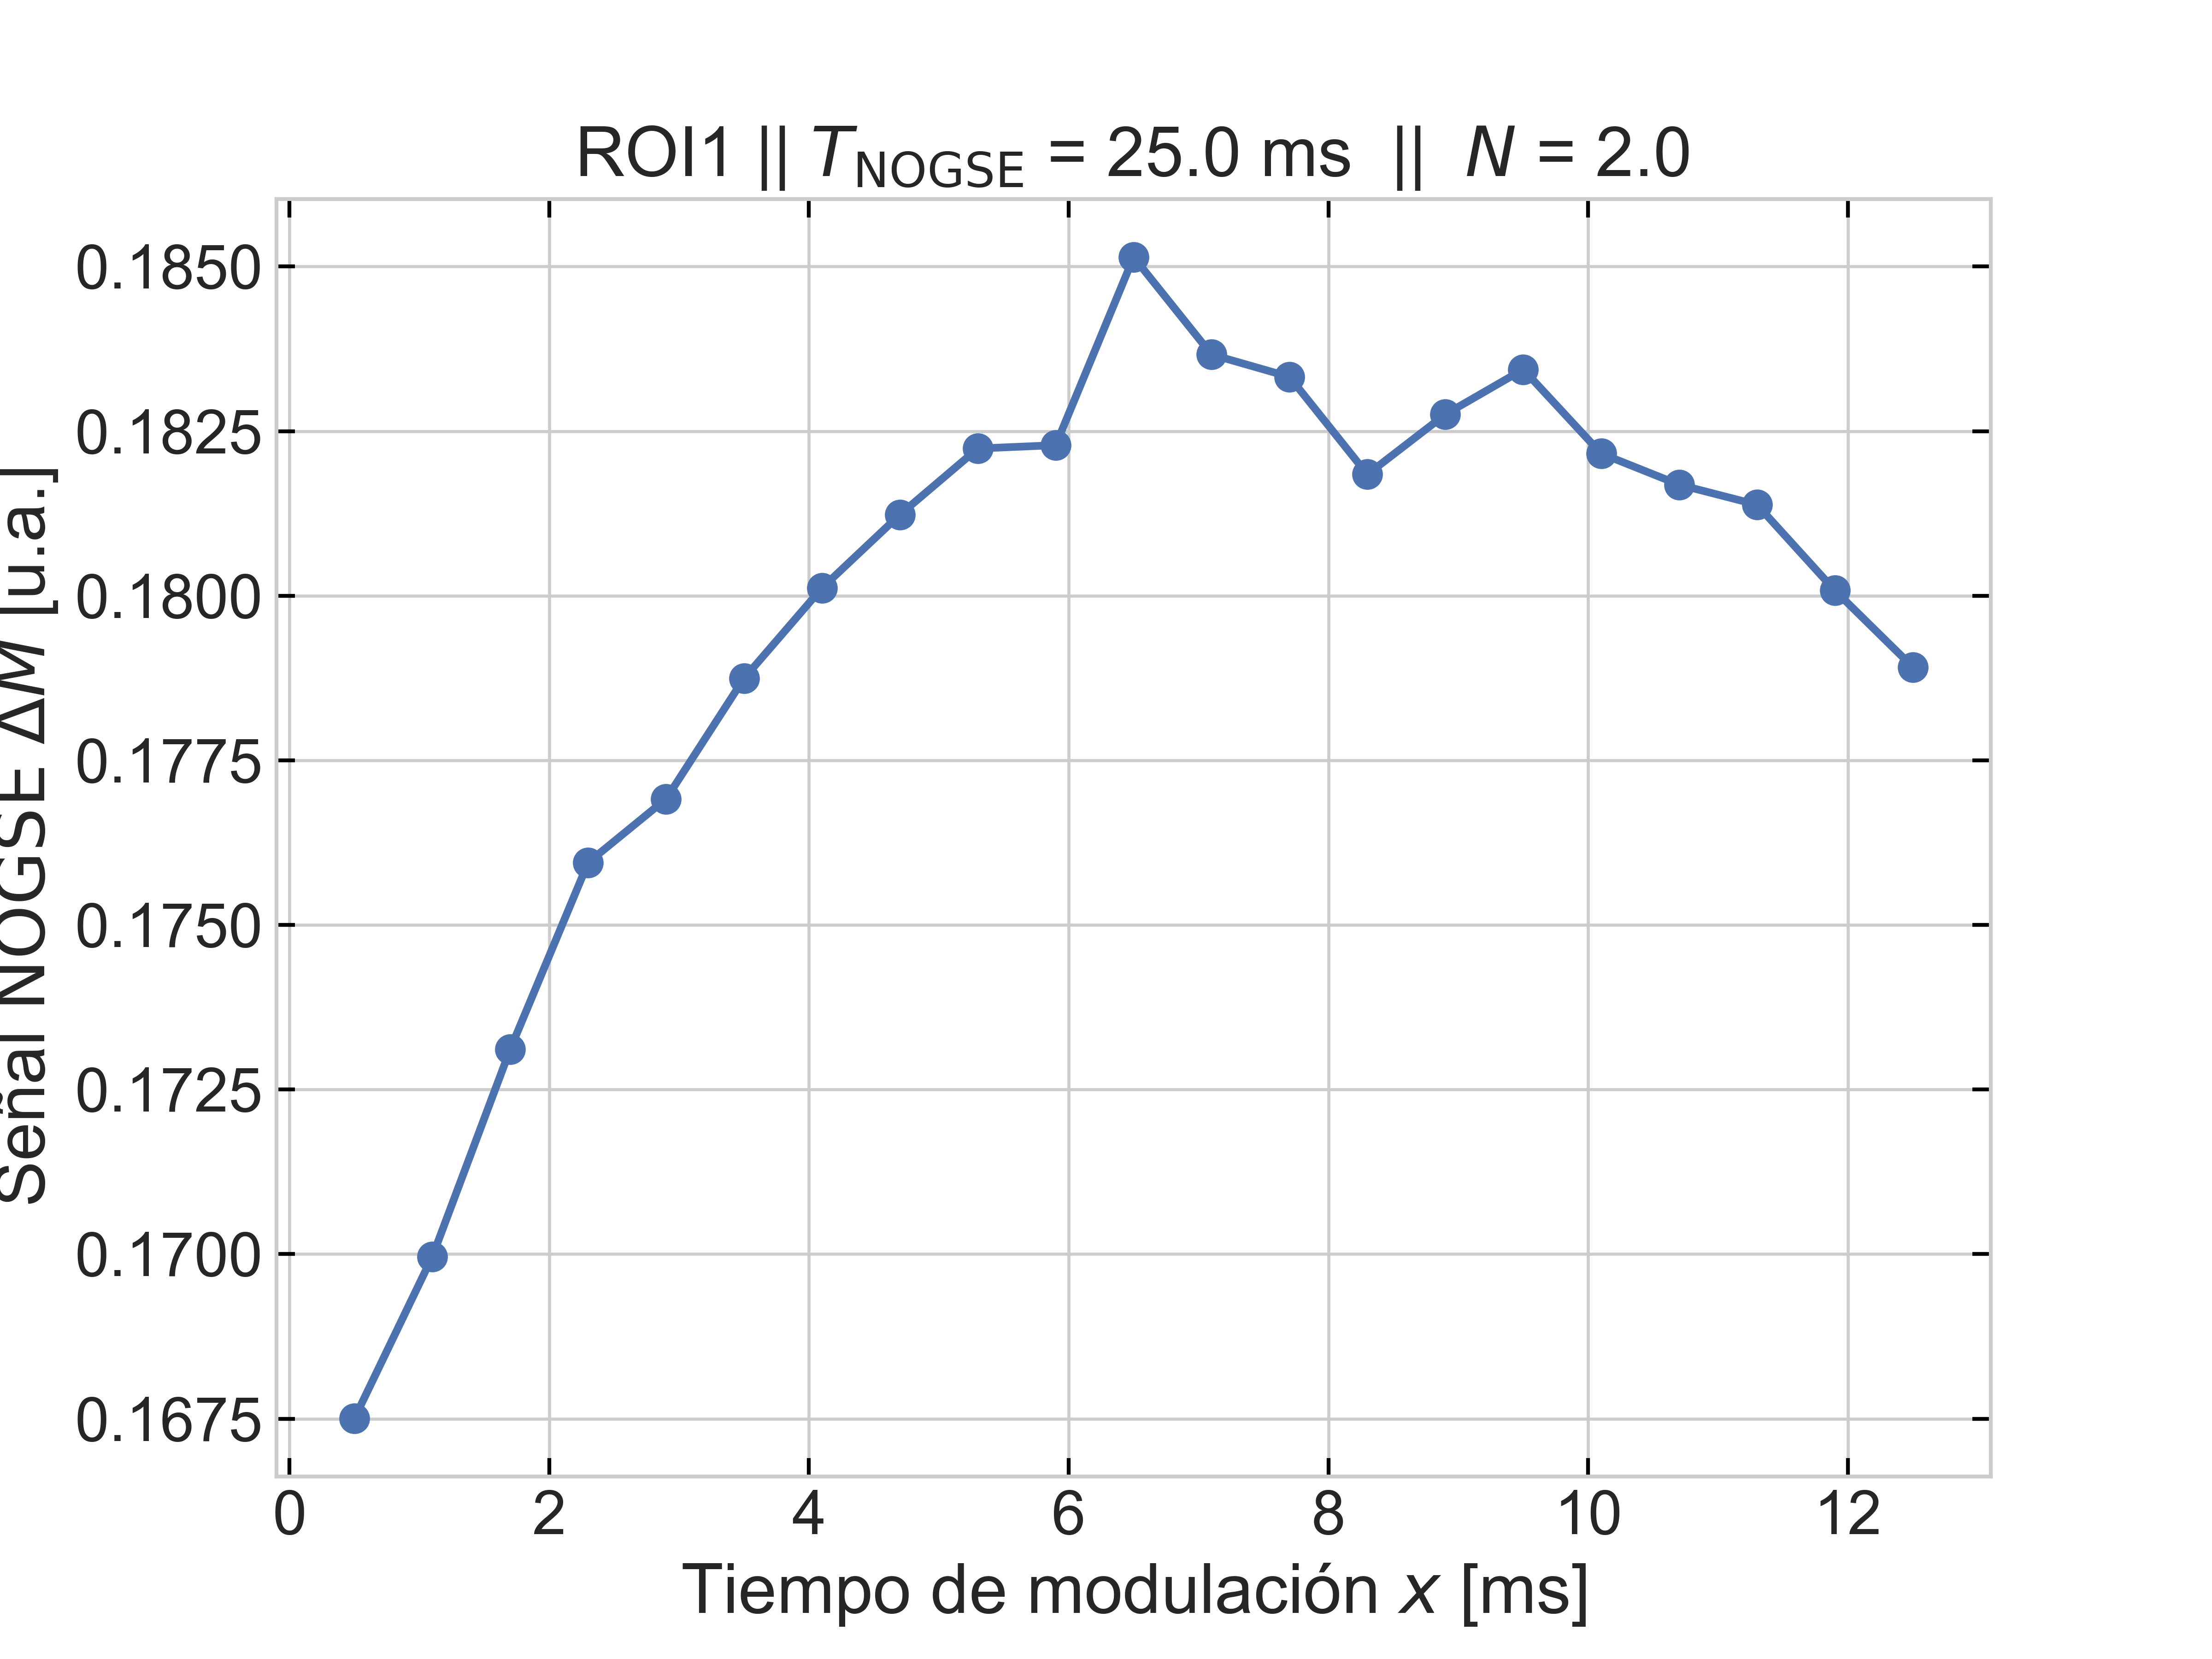 ROI1 || T_NOGSE = 25.0 ms || N = 2.0
Señal NOGSE ΔM [u.a.]
0.1850
0.1825
0.1800
0.1775
0.1750
0.1725
0.1700
0.1675
0 2 4 6 8 10 12
Tiempo de modulación x [ms]